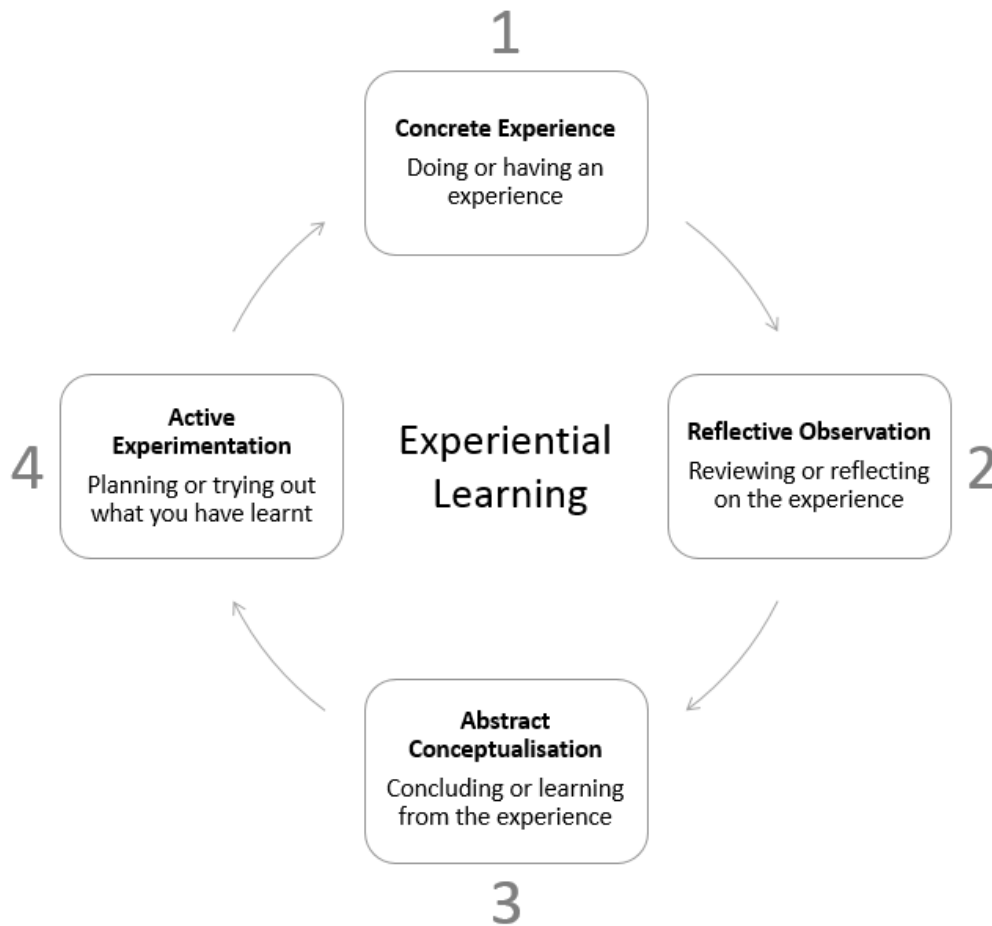 1
Concrete Experience
Doing or having an
experience
2
Reflective Observation
Reviewing or reflecting
on the experience
3
Abstract
Conceptualisation
Concluding or learning
from the experience
4
Active
Experimentation
Planning or trying out
what you have learnt
Experiential
Learning